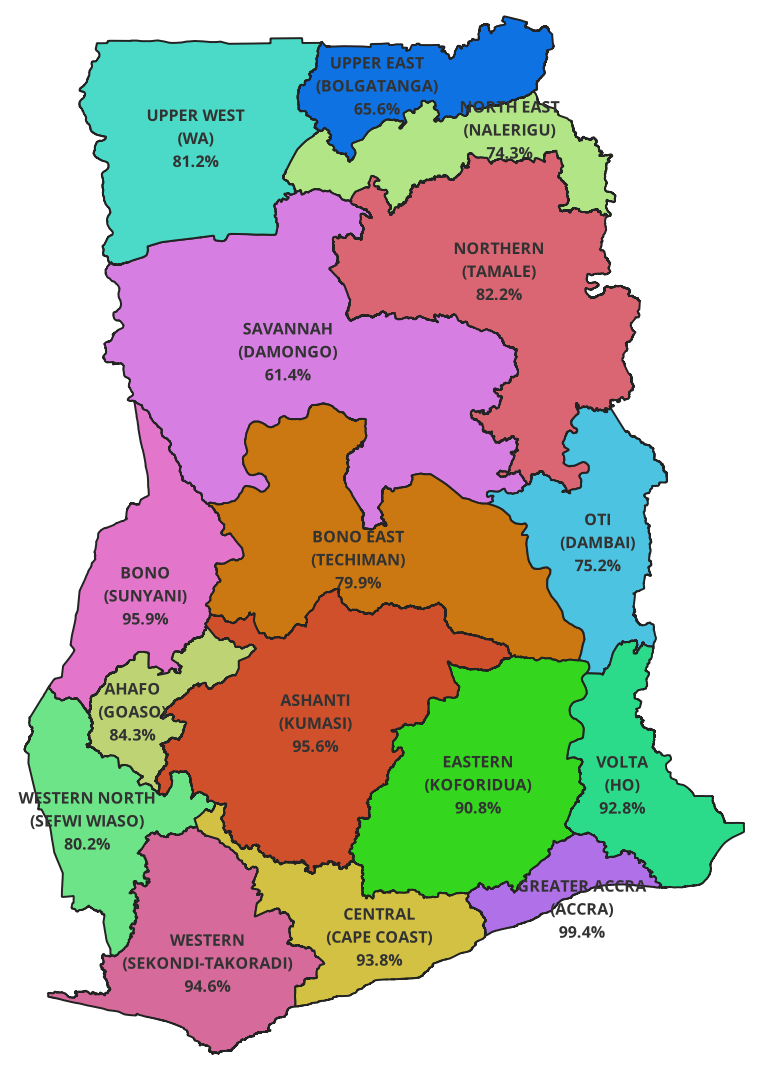 UPPER EAST
(BOLGATANGA)
65.6%
NORTH EAST
(NALERIGU)
74.3%
UPPER WEST
(WA)
81.2%
NORTHERN
(TAMALE)
82.2%
SAVANNAH
(DAMONGO)
61.4%
OTI
(DAMBAI)
75.2%
BONO EAST
(TECHIMAN)
79.9%
BONO
(SUNYANI)
95.9%
AHAFO
(GOASO)
84.3%
ASHANTI
(KUMASI)
95.6%
EASTERN
(KOFORIDUA)
90.8%
VOLTA
(HO)
92.8%
WESTERN NORTH
(SEFWI WIASO)
80.2%
GREATER ACCRA
(ACCRA)
99.4%
CENTRAL
(CAPE COAST)
93.8%
WESTERN
(SEKONDI-TAKORADI)
94.6%